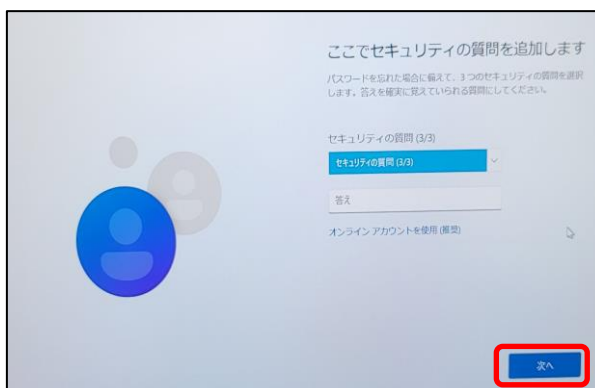 ここでセキュリティの質問を追加します
パスワードを忘れた場合に備えて、3 つのセキュリティの質問を選択
します。答えを確実に覚えていられる質問にしてください。
セキュリティの質問 (3/3)
セキュリティの質問 (3/3)
答え
オンライン アカウントを使用 (推奨)
次へ